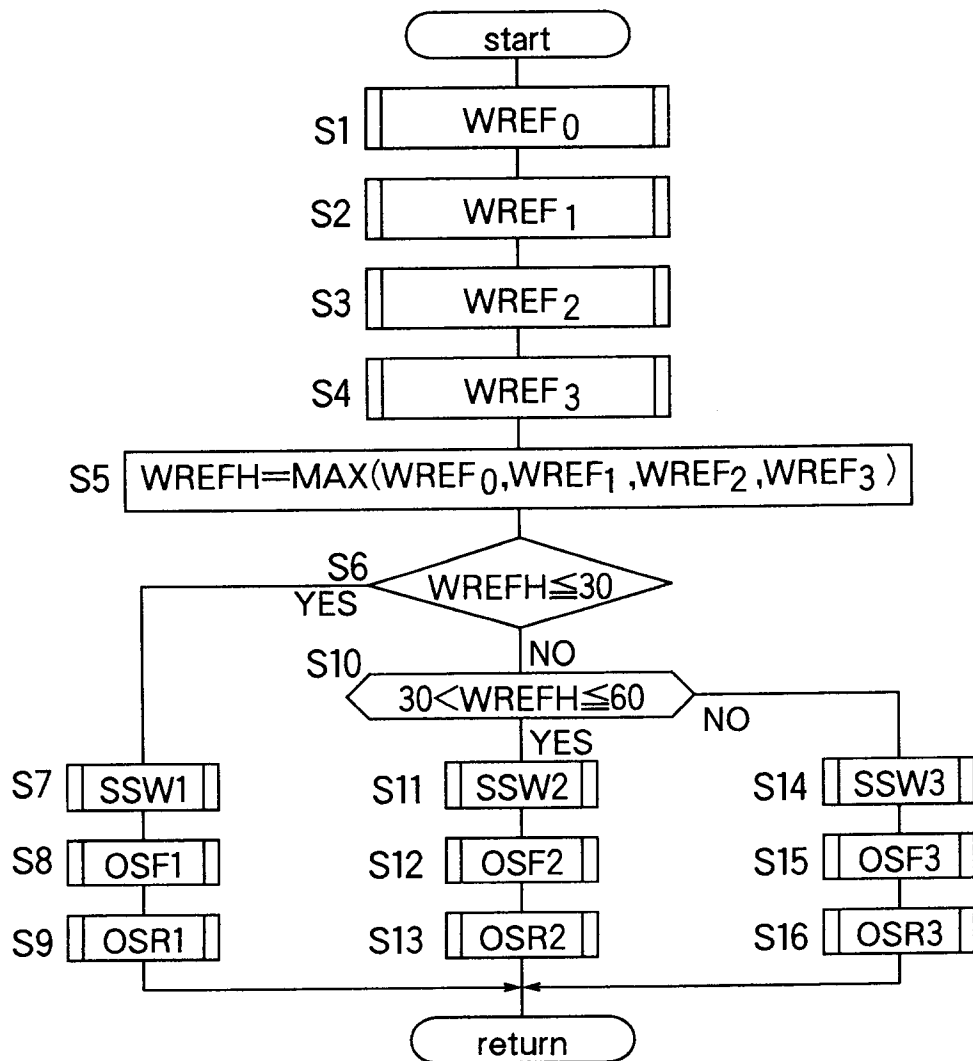 start
S1 WREF0
S2 WREF1
S3 WREF2
S4 WREF3
S5 WREFH=MAX(WREF0,WREF1,WREF2,WREF3)
S6 WREFH≦30
YES
NO
S10 30<WREFH≦60
NO
YES
S7 SSW1
S8 OSF1
S9 OSR1
S11 SSW2
S12 OSF2
S13 OSR2
S14 SSW3
S15 OSF3
S16 OSR3
return